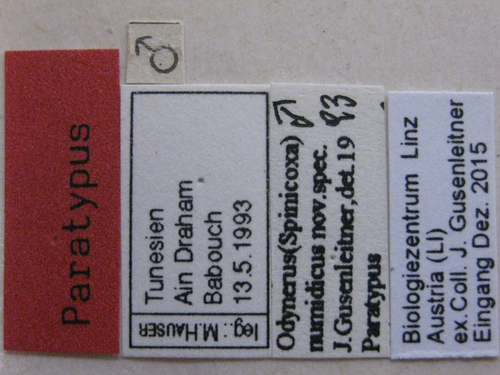 Paratypus
♂
Tunesien
Ain Draham
Babouch
13.5.1993
leg.: M.HAUSER
Odynerus(Spinicoxa) ♂
numidicus nov.spec.
J.Gusenleitner,det.19 93
Paratypus
Biologiezentrum Linz
Austria (LI)
ex.Coll. J. Gusenleitner
Eingang Dez. 2015